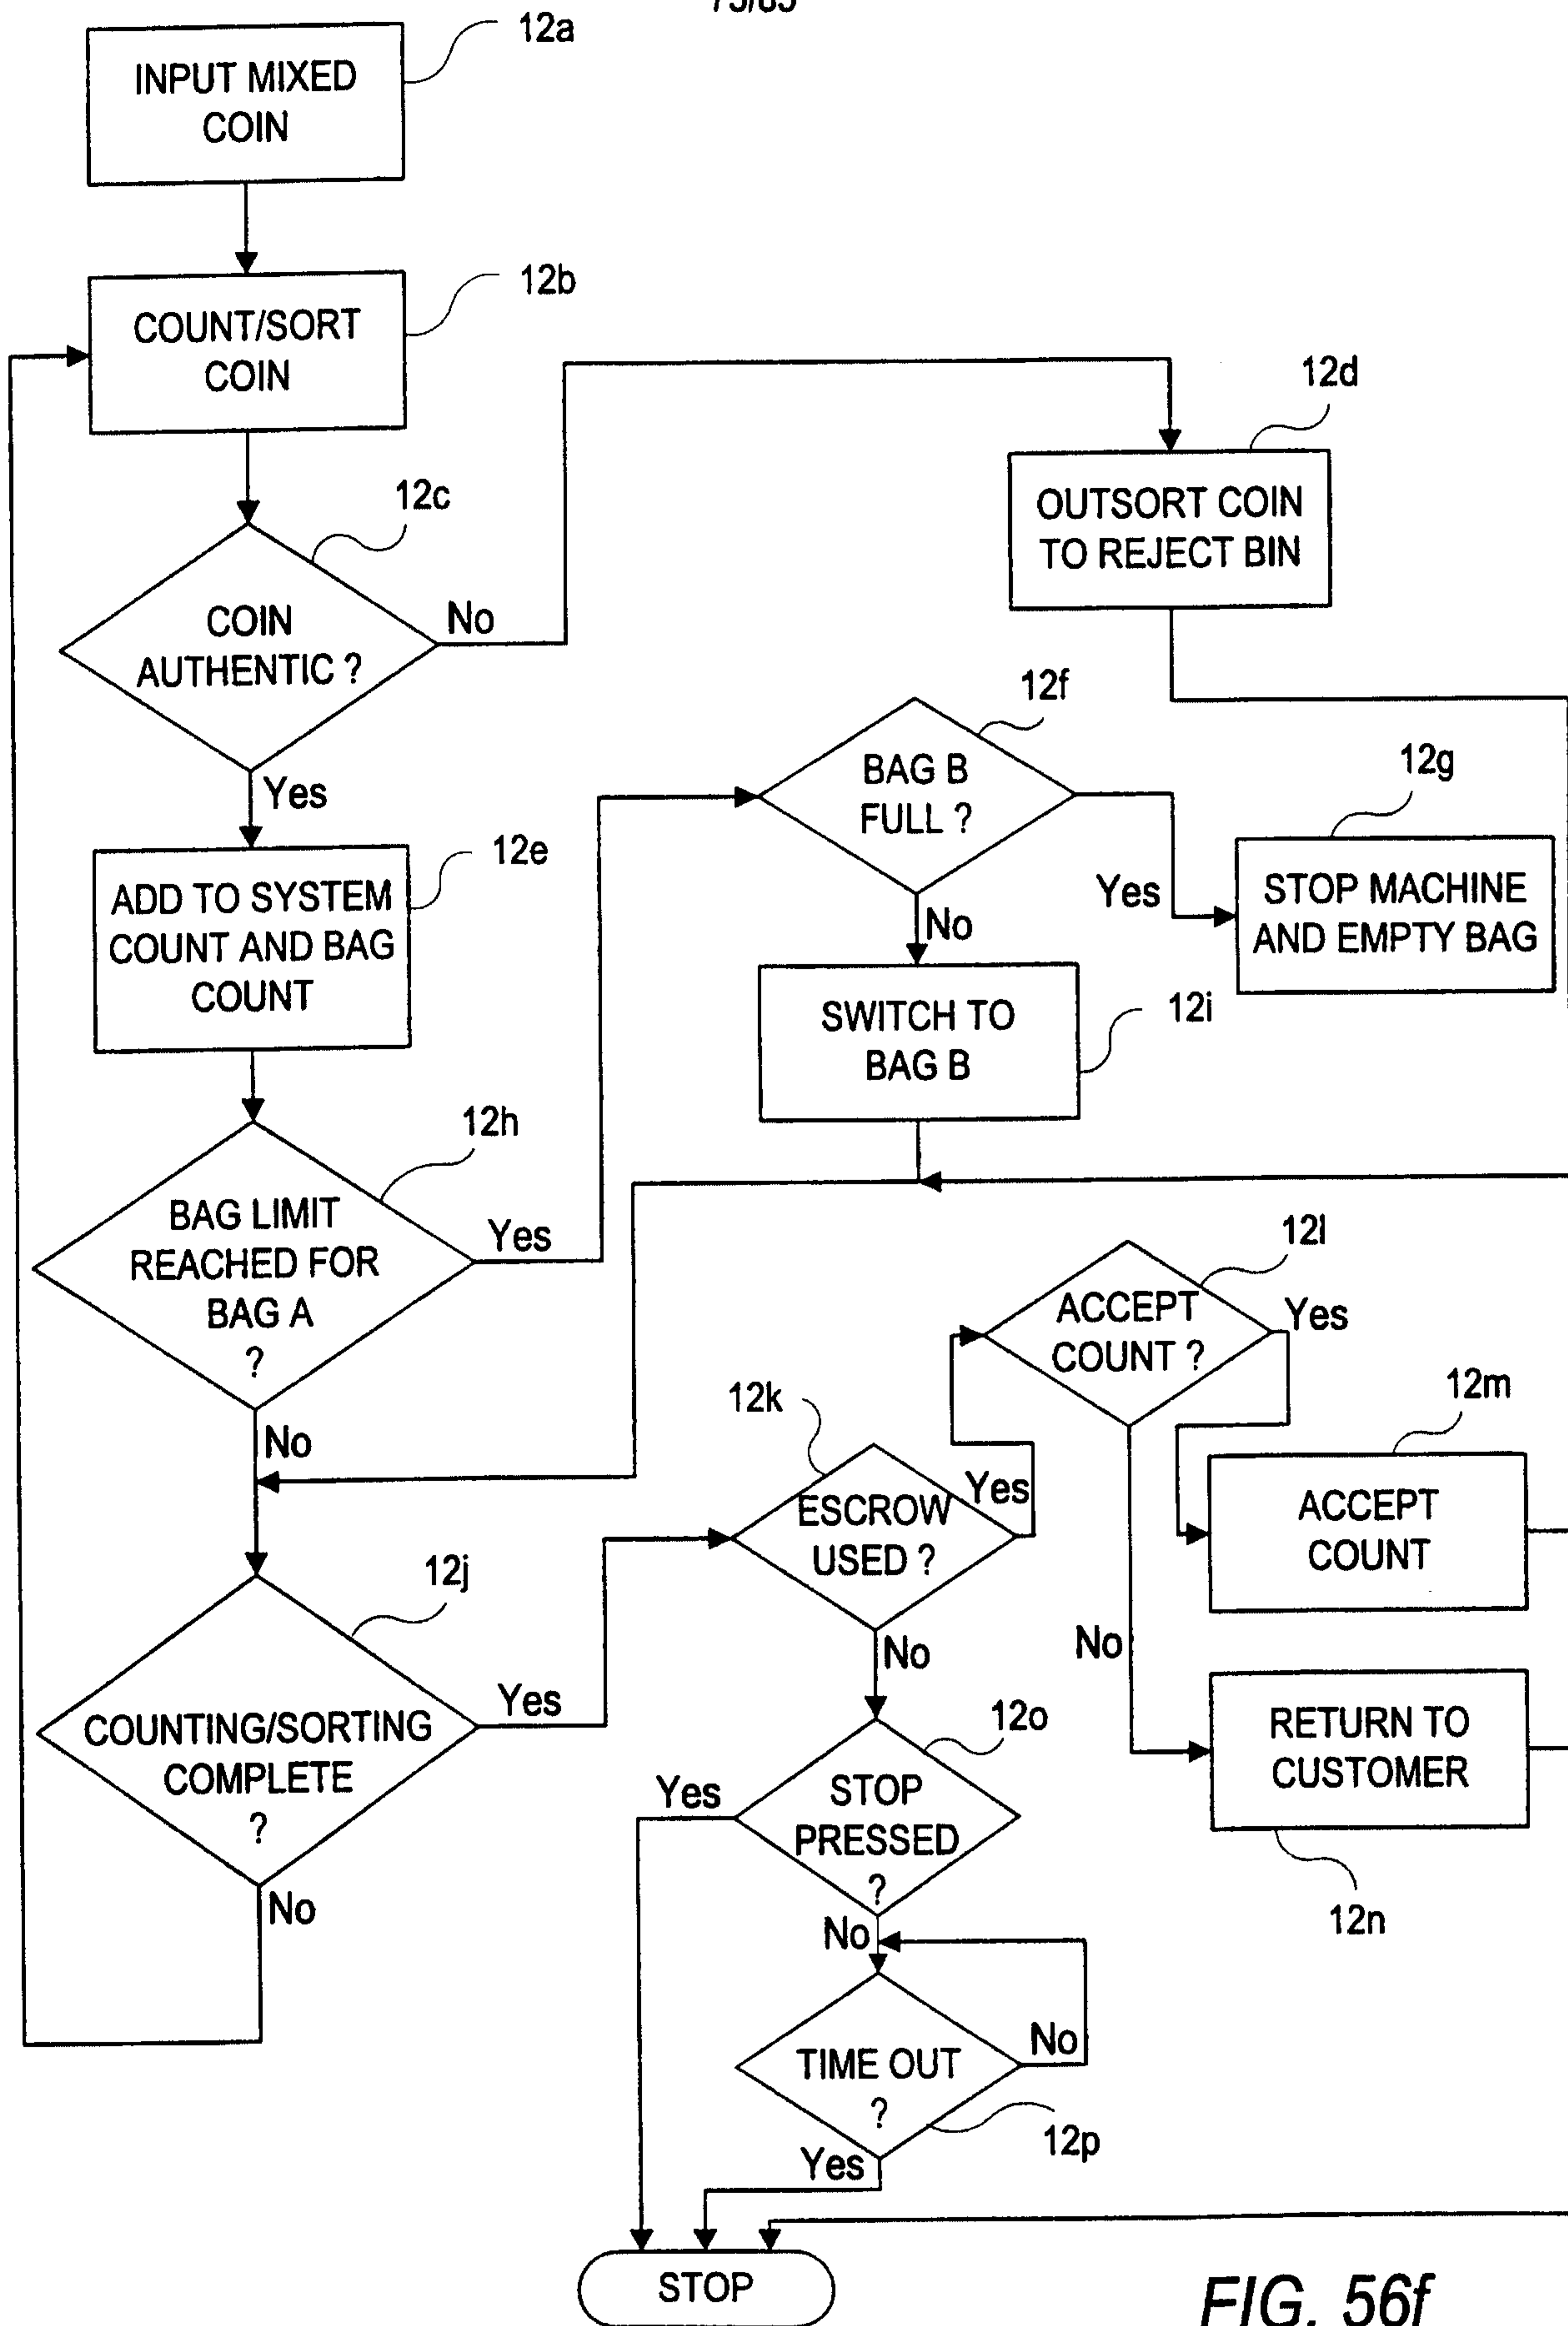 75/85
12a
INPUT MIXED
COIN
12b
COUNT/SORT
COIN
12d
OUTSORT COIN
TO REJECT BIN
12c
COIN
AUTHENTIC ?
No
Yes
12f
BAG B
FULL ?
12g
Yes
STOP MACHINE
AND EMPTY BAG
No
12e
ADD TO SYSTEM
COUNT AND BAG
COUNT
SWITCH TO
BAG B
12i
12h
BAG LIMIT
REACHED FOR
BAG A
?
Yes
No
12l
ACCEPT
COUNT ?
Yes
12m
ACCEPT
COUNT
12k
ESCROW
USED ?
Yes
No
No
RETURN TO
CUSTOMER
12n
12j
COUNTING/SORTING
COMPLETE
?
Yes
No
12o
STOP
PRESSED
?
Yes
No
TIME OUT
?
No
12p
Yes
STOP
FIG. 56f